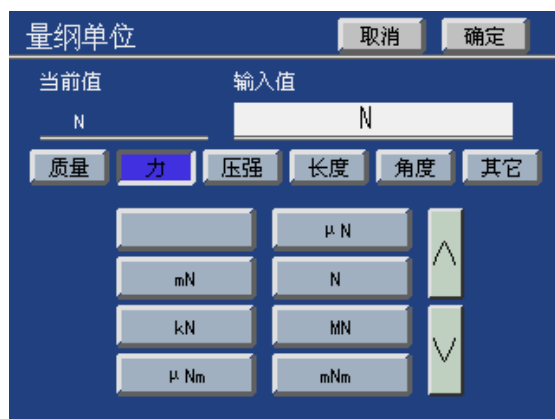 量纲单位 取消 确定
当前值 输入值
N N
质量 力 压强 长度 角度 其它
μN
mN N
kN MN
μNm mNm